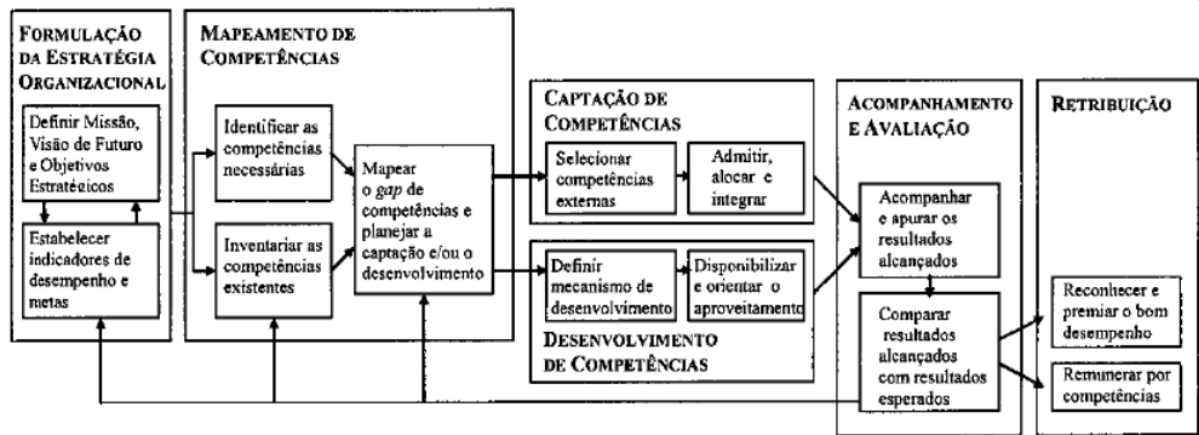 FORMULAÇÃO
DA ESTRATÉGIA
ORGANIZACIONAL
Definir Missão,
Visão de Futuro
e Objetivos
Estratégicos
Estabelecer
indicadores de
desempenho e
metas
MAPEAMENTO DE
COMPETÊNCIAS
Identificar as
competências
necessárias
Inventariar as
competências
existentes
Mapear
o gap de
competências e
planejar a
captação e/ou o
desenvolvimento
CAPTAÇÃO DE
COMPETÊNCIAS
Selecionar
competências
externas
Admitir,
alocar e
integrar
Definir
mecanismo de
desenvolvimento
Disponibilizar
e orientar o
aproveitamento
DESENVOLVIMENTO
DE COMPETÊNCIAS
ACOMPANHAMENTO
E AVALIAÇÃO
Acompanhar
e apurar os
resultados
alcançados
Comparar
resultados
alcançados
com resultados
esperados
RETRIBUIÇÃO
Reconhecer e
premiar o bom
desempenho
Remunerar por
competências